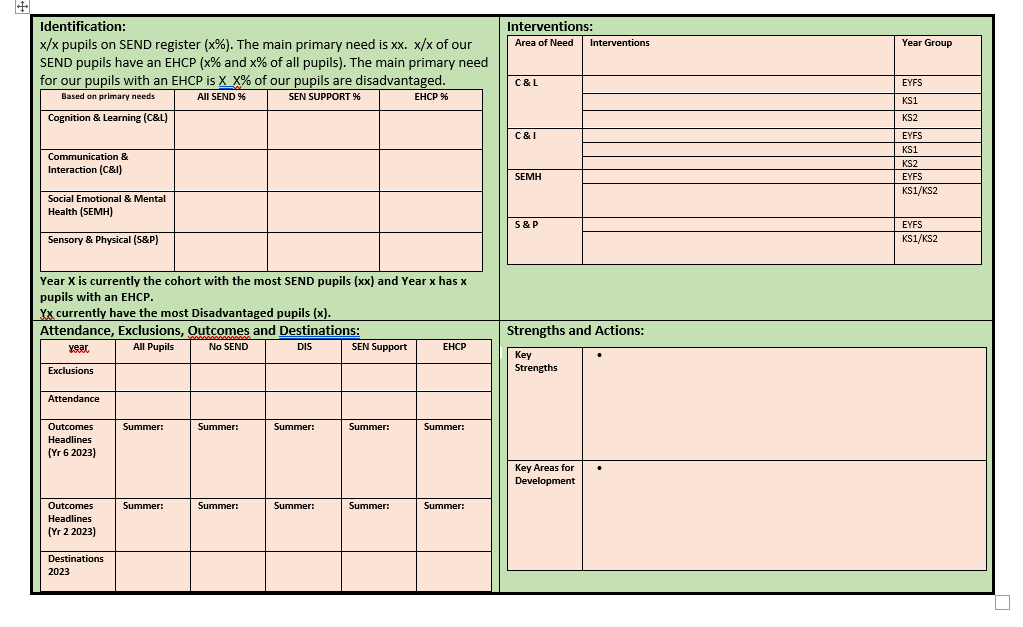 Identification:
x/x pupils on SEND register (x%). The main primary need is xx.  x/x of our
SEND pupils have an EHCP (x% and x% of all pupils). The main primary need
for our pupils with an EHCP is X  X% of our pupils are disadvantaged.
Based on primary needs All SEND % SEN SUPPORT % EHCP %
Cognition & Learning (C&L)
Communication &
Interaction (C&I)
Social Emotional & Mental
Health (SEMH)
Sensory & Physical (S&P)
Year X is currently the cohort with the most SEND pupils (xx) and Year x has x
pupils with an EHCP.
Yx currently have the most Disadvantaged pupils (x).
Interventions:
Area of Need Interventions Year Group
C & L EYFS
KS1
KS2
C & I EYFS
KS1
KS2
SEMH EYFS
KS1/KS2
S & P EYFS
KS1/KS2
Attendance, Exclusions, Outcomes and Destinations:
year All Pupils No SEND DIS SEN Support EHCP
Exclusions
Attendance
Outcomes Summer: Summer: Summer: Summer: Summer:
Headlines
(Yr 6 2023)
Outcomes Summer: Summer: Summer: Summer: Summer:
Headlines
(Yr 2 2023)
Destinations
2023
Strengths and Actions:
Key •
Strengths
Key Areas for •
Development